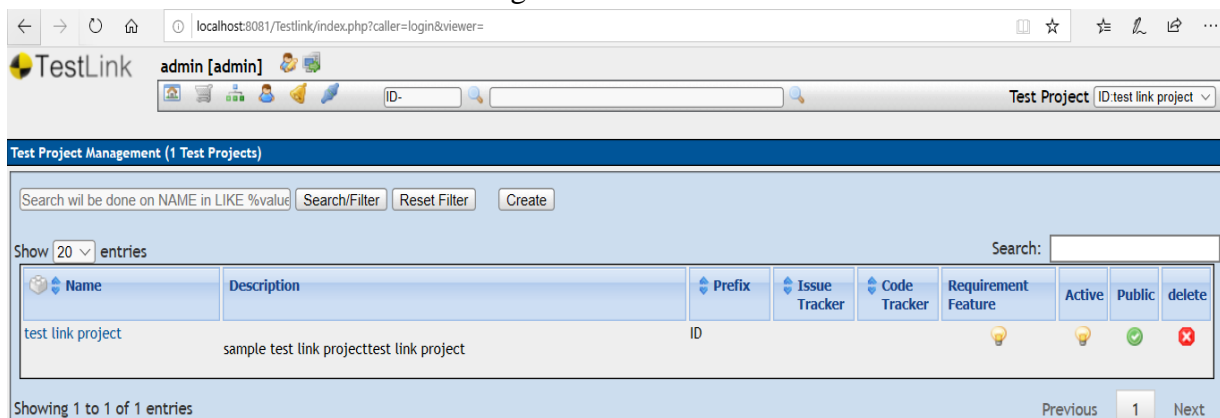 localhost:8081/Testlink/index.php?caller=login&viewer=
TestLink admin [admin]
ID- Test Project ID:test link project
Test Project Management (1 Test Projects)
Search wil be done on NAME in LIKE %value Search/Filter Reset Filter Create
Show 20 entries Search:
Name Description Prefix Issue Tracker Code Tracker Requirement Feature Active Public delete
test link project ID
sample test link projecttest link project
Showing 1 to 1 of 1 entries Previous 1 Next